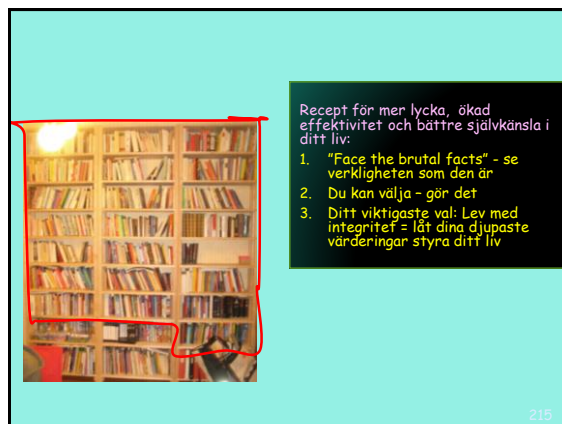 Recept för mer lycka, ökad
effektivitet och bättre självkänsla i
ditt liv:
1. "Face the brutal facts" - se
verkligheten som den är
2. Du kan välja – gör det
3. Ditt viktigaste val: Lev med
integritet = låt dina djupaste
värderingar styra ditt liv
215